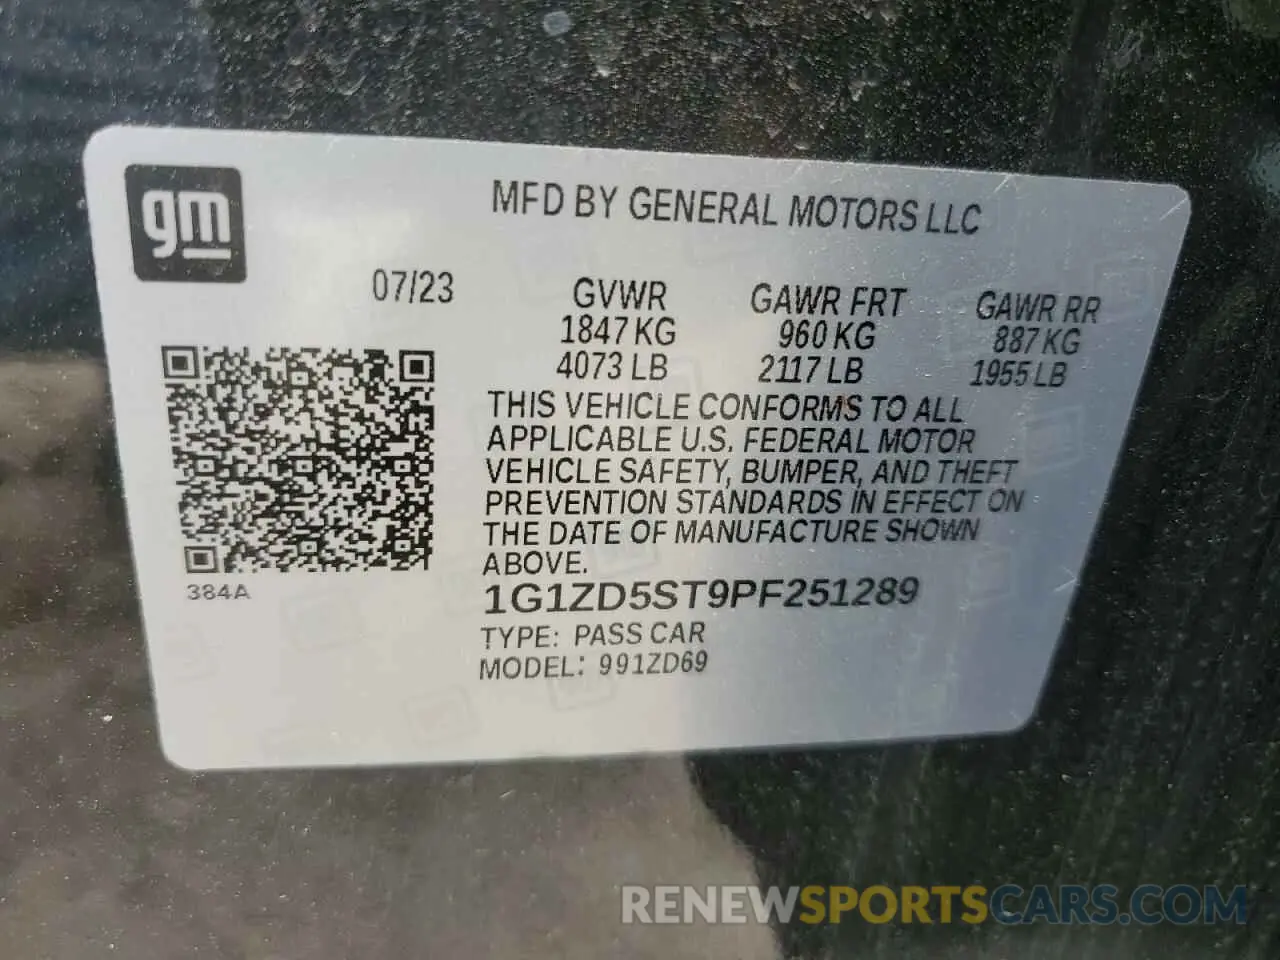 gm
MFD BY GENERAL MOTORS LLC
07/23 GVWR GAWR FRT GAWR RR
1847 KG 960 KG 887 KG
4073 LB 2117 LB 1955 LB
THIS VEHICLE CONFORMS TO ALL
APPLICABLE U.S. FEDERAL MOTOR
VEHICLE SAFETY, BUMPER, AND THEFT
PREVENTION STANDARDS IN EFFECT ON
THE DATE OF MANUFACTURE SHOWN
ABOVE.
384A
1G1ZD5ST9PF251289
TYPE: PASS CAR
MODEL: 991ZD69
RENEWSPORTSCARS.COM